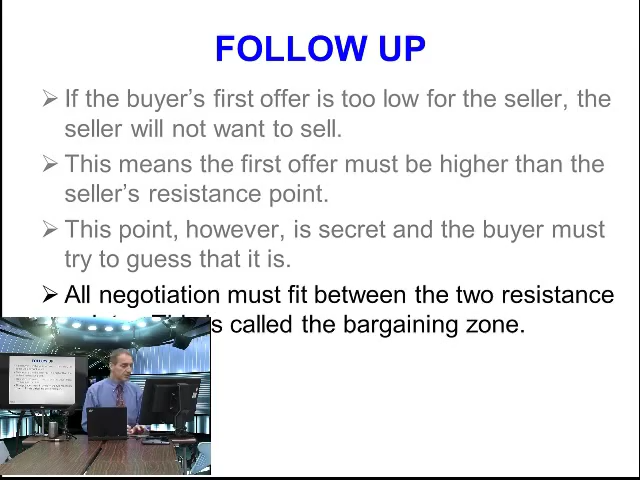 FOLLOW UP
If the buyer's first offer is too low for the seller, the
seller will not want to sell.
This means the first offer must be higher than the
seller's resistance point.
This point, however, is secret and the buyer must
try to guess that it is.
All negotiation must fit between the two resistance
is called the bargaining zone.
FOLLOW UP